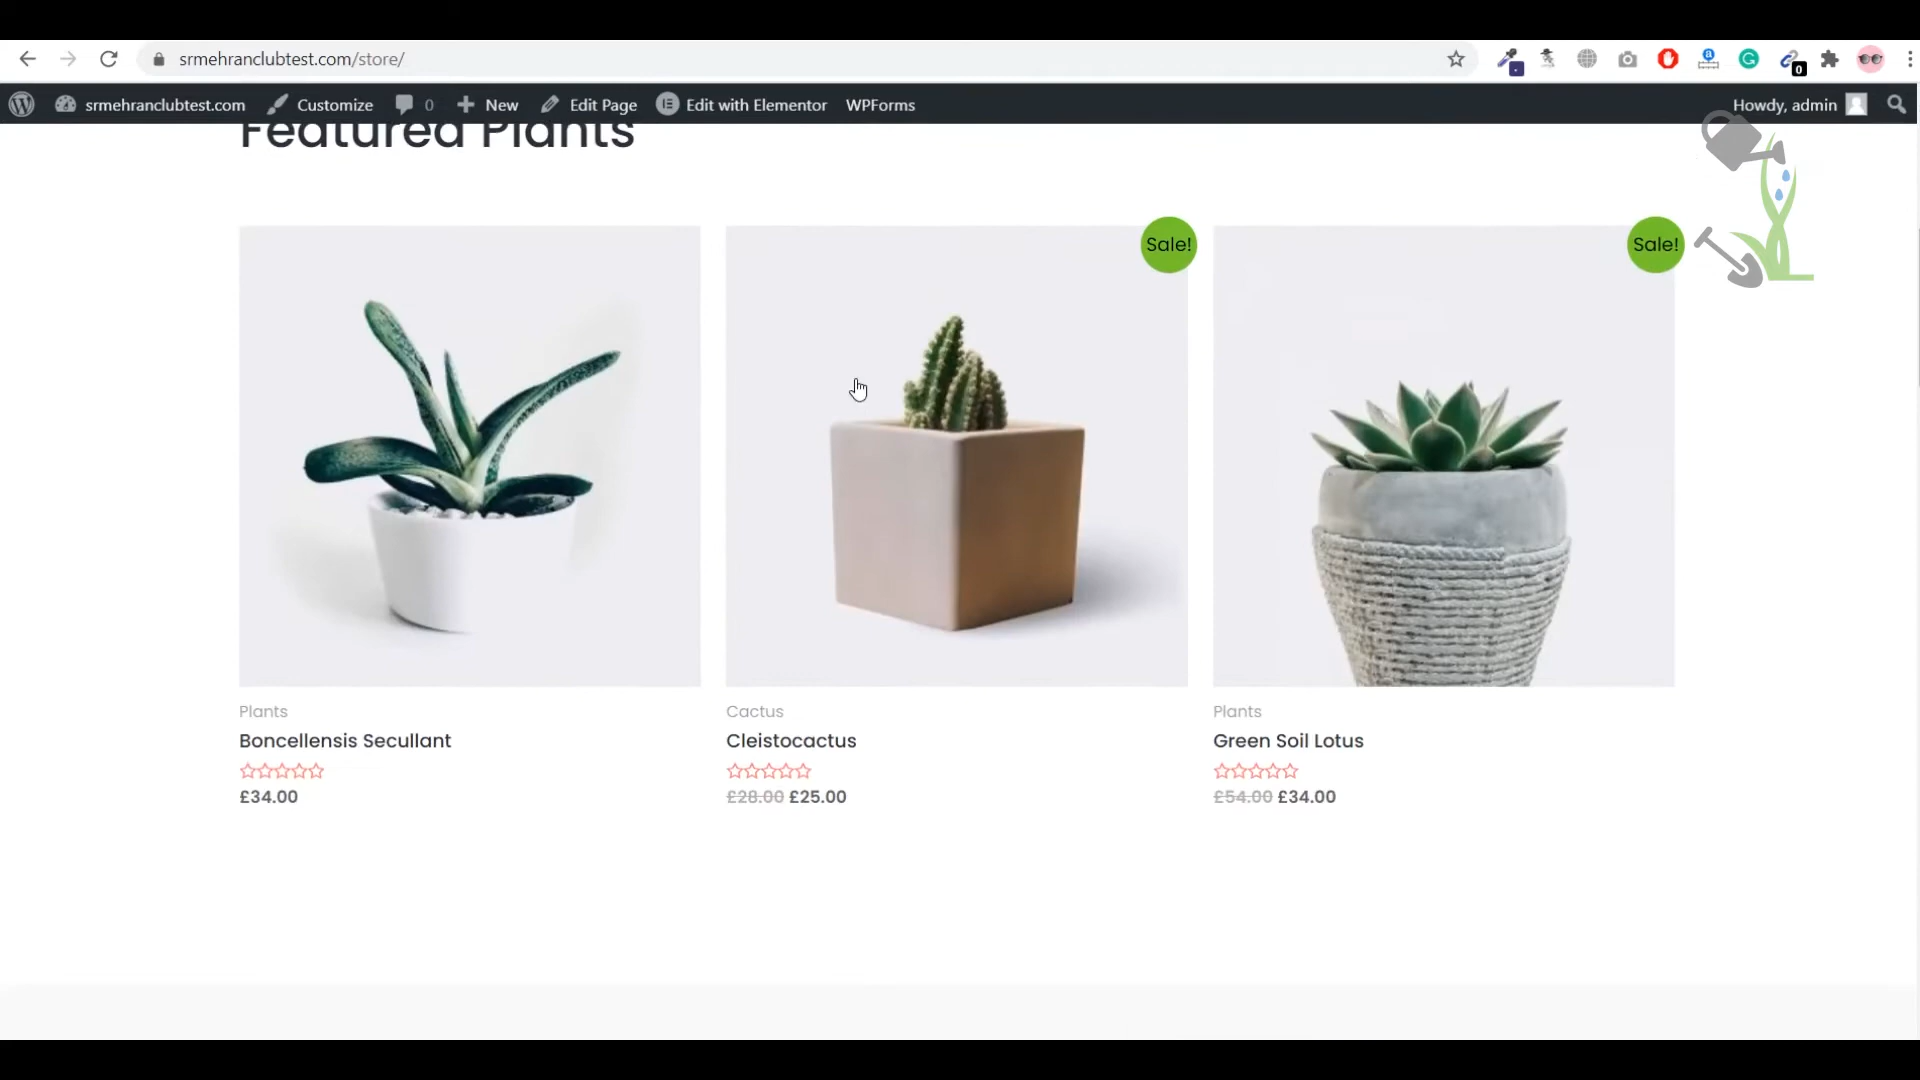 srmehranclubtest.com/store/
0
srmehranclubtest.com Customize 0 New Edit Page Edit with Elementor WPForms Howdy, admin
Featured Plants
Sale! Sale!
Plants Cactus Plants
Boncellensis Secullant Cleistocactus Green Soil Lotus
£34.00 £28.00 £25.00 £54.00 £34.00